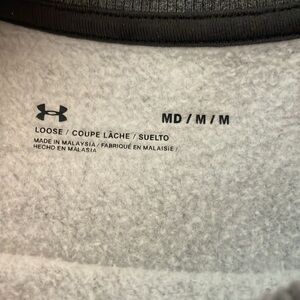 MD / M / M
LOOSE / COUPE LÂCHE / SUELTO
MADE IN MALAYSIA / FABRIQUÉ EN MALAISIE /
HECHO EN MALASIA